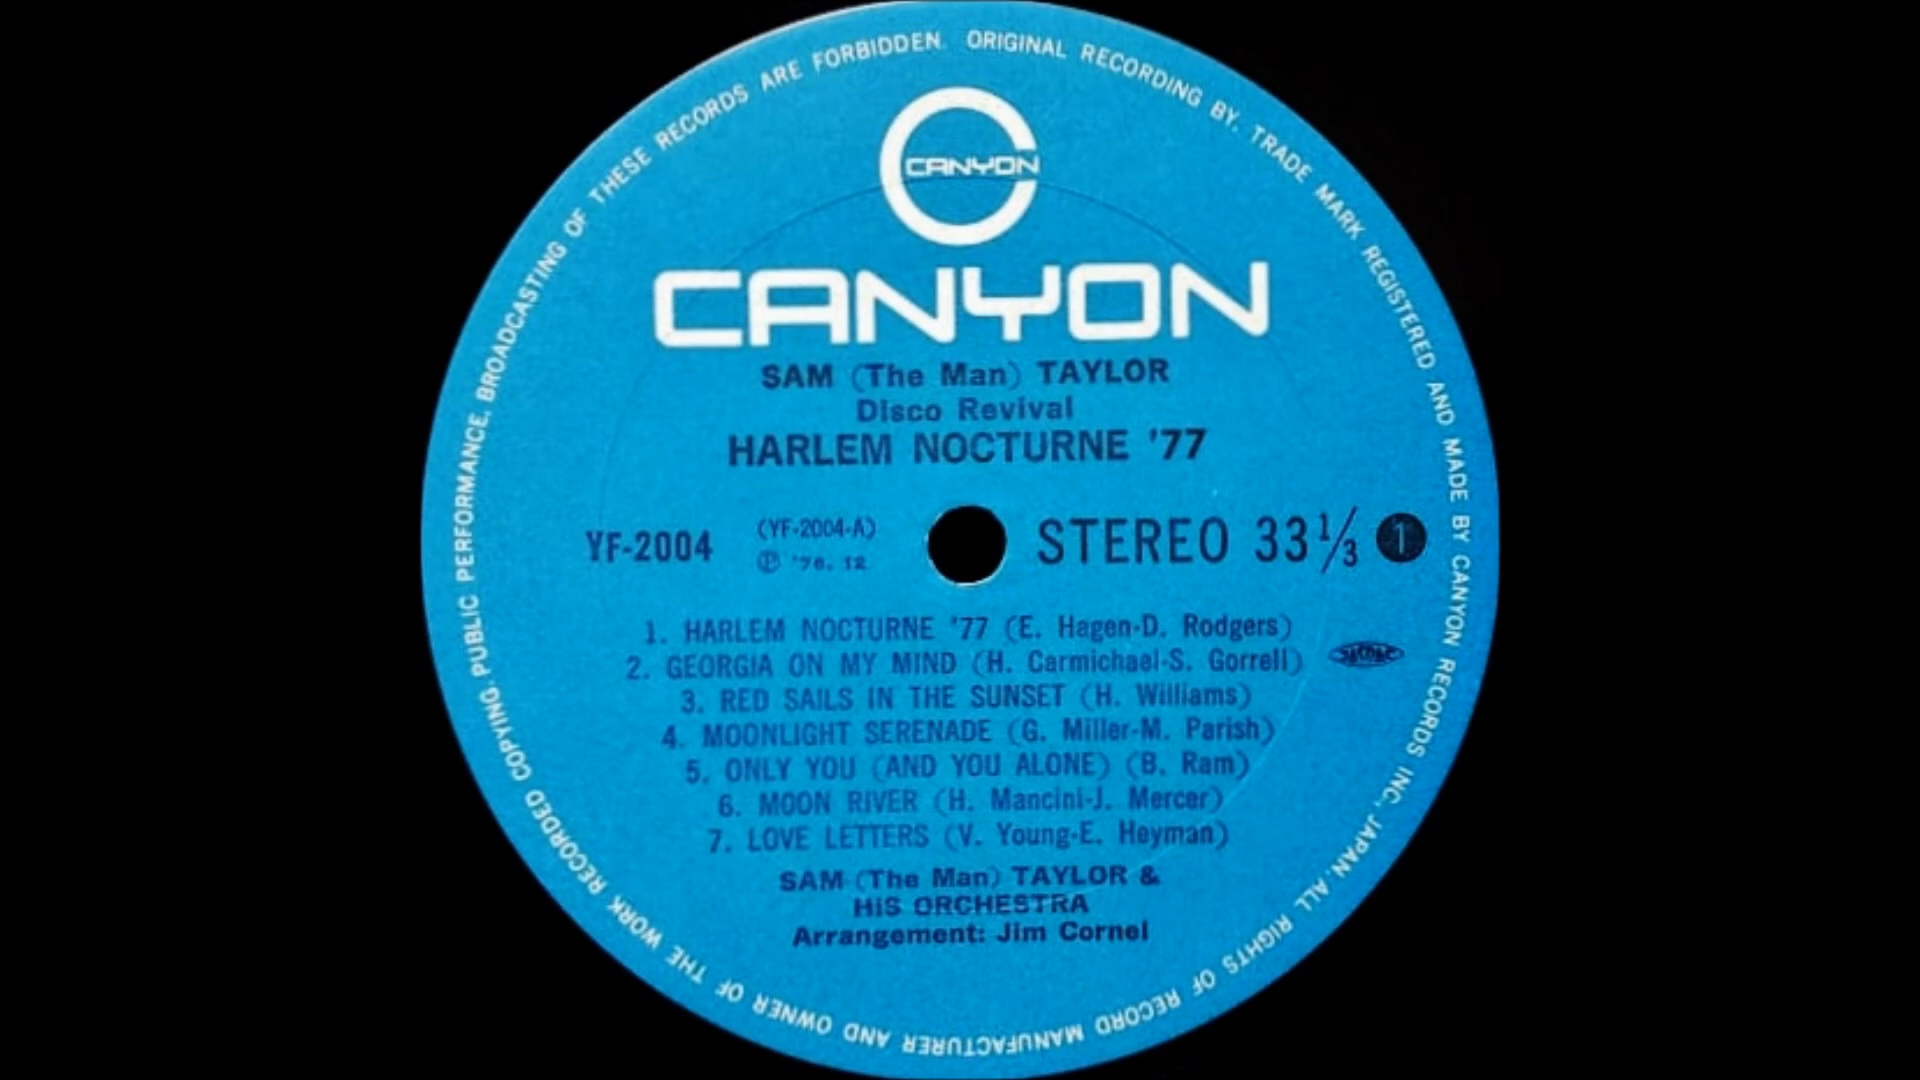 CANYON
CANYON
SAM (The Man) TAYLOR
Disco Revival
HARLEM NOCTURNE '77
YF-2004
(YF-2004-A)
Ⓟ '76. 12
STEREO 33⅓ 1
1. HARLEM NOCTURNE '77 (E. Hagen-D. Rodgers)
2. GEORGIA ON MY MIND (H. Carmichael-S. Gorrell)
3. RED SAILS IN THE SUNSET (H. Williams)
4. MOONLIGHT SERENADE (G. Miller-M. Parish)
5. ONLY YOU (AND YOU ALONE) (B. Ram)
6. MOON RIVER (H. Mancini-J. Mercer)
7. LOVE LETTERS (V. Young-E. Heyman)
SAM (The Man) TAYLOR &
HIS ORCHESTRA
Arrangement: Jim Cornel
ORIGINAL RECORDING BY. TRADE MARK REGISTERED AND MADE BY CANYON RECORDS INC., JAPAN. ALL RIGHTS OF RECORD MANUFACTURER AND OWNER OF THE WORK RECORDED COPYING. PUBLIC PERFORMANCE, BROADCASTING OF THESE RECORDS ARE FORBIDDEN.